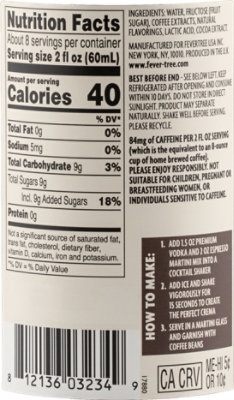 Nutrition Facts
About 8 servings per container
Serving size 2 fl oz (60mL)
Amount per serving
Calories 40
% DV*
Total Fat 0g 0%
Sodium 5mg 0%
Total Carbohydrate 9g 3%
Total Sugars 9g
Incl. 9g Added Sugars 18%
Protein 0g
Not a significant source of saturated fat,
trans fat, cholesterol, dietary fiber,
vitamin D, calcium, iron and potassium.
*% DV = % Daily Value
8 12136 03234 9
17880
INGREDIENTS: WATER, FRUCTOSE (FRUIT
SUGAR), COFFEE EXTRACTS, NATURAL
FLAVORINGS, LACTIC ACID, COCOA EXTRACT
MANUFACTURED FOR FEVERTREE USA INC.
NEW YORK, 10010. PRODUCT OF THE UK
www.fever-tree.com
BEST BEFORE END - SEE BELOW LEFT. KEEP
REFRIGERATED AFTER OPENING AND CONSUME
WITHIN 10 DAYS. DO NOT STORE IN DIRECT
SUNLIGHT. PRODUCT MAY SEPARATE
NATURALLY. SHAKE WELL BEFORE SERVING.
PLEASE RECYCLE.
84mg of CAFFEINE PER 2 FL. OZ SERVING
(which is the equivalent to an 8-ounce
cup of home brewed coffee).
PLEASE ENJOY RESPONSIBLY. NOT
SUITABLE FOR CHILDREN, PREGNANT OR
BREASTFEEDING WOMEN, OR
INDIVIDUALS SENSITIVE TO CAFFEINE.
HOW TO MAKE:
1. ADD 1.5 OZ PREMIUM
VODKA AND 2 OZ ESPRESSO
MARTINI MIX INTO A
COCKTAIL SHAKER
2. ADD ICE AND SHAKE
VIGOROUSLY FOR
15 SECONDS TO CREATE
THE PERFECT CREMA
3. SERVE IN A MARTINI GLASS
AND GARNISH WITH
COFFEE BEANS
CA CRV
ME-HI 5¢
OR 10¢